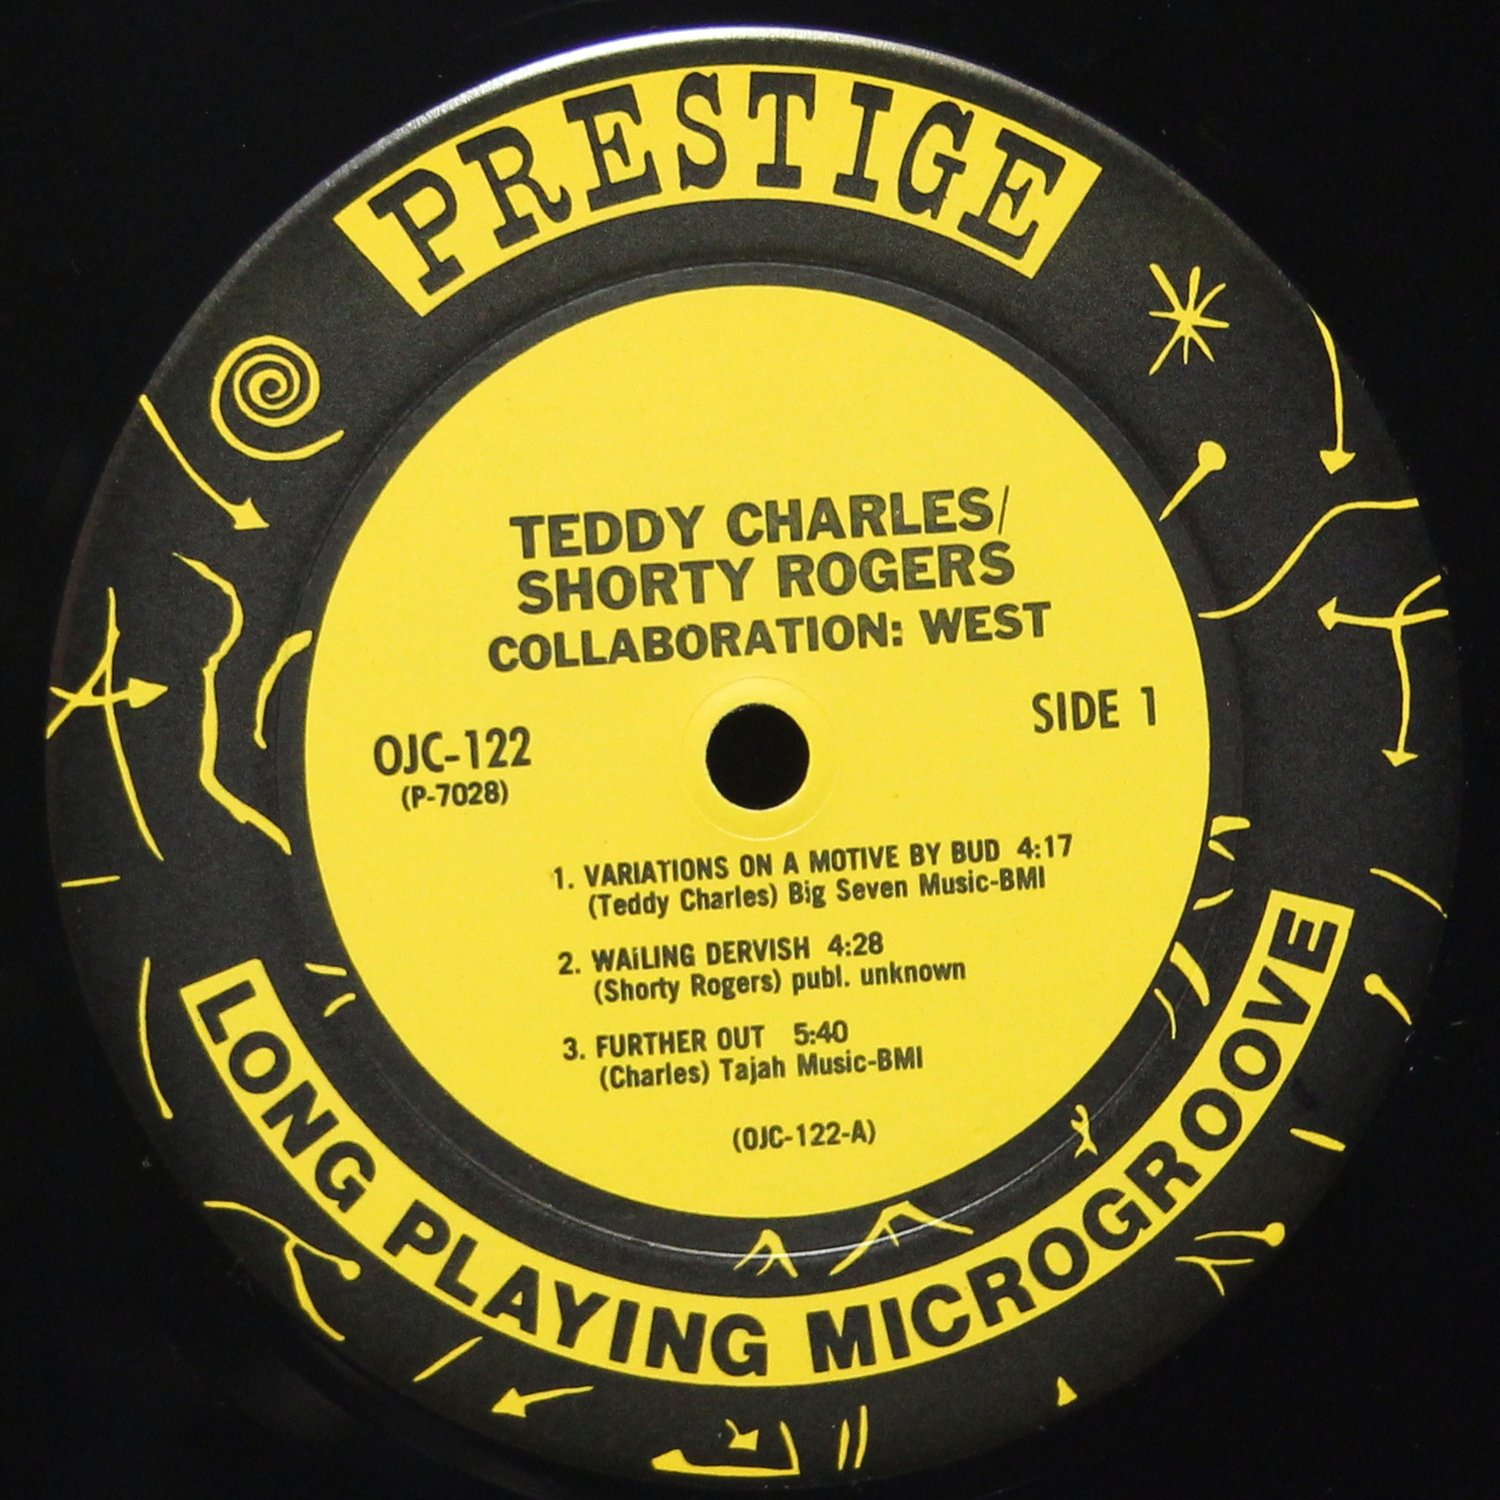 PRESTIGE
TEDDY CHARLES/
SHORTY ROGERS
COLLABORATION: WEST
SIDE 1
OJC-122
(P-7028)
1. VARIATIONS ON A MOTIVE BY BUD 4:17
(Teddy Charles) Big Seven Music-BMI
2. WAiLING DERVISH 4:28
(Shorty Rogers) publ. unknown
3. FURTHER OUT 5:40
(Charles) Tajah Music-BMI
(OJC-122-A)
LONG PLAYING MICROGROOVE